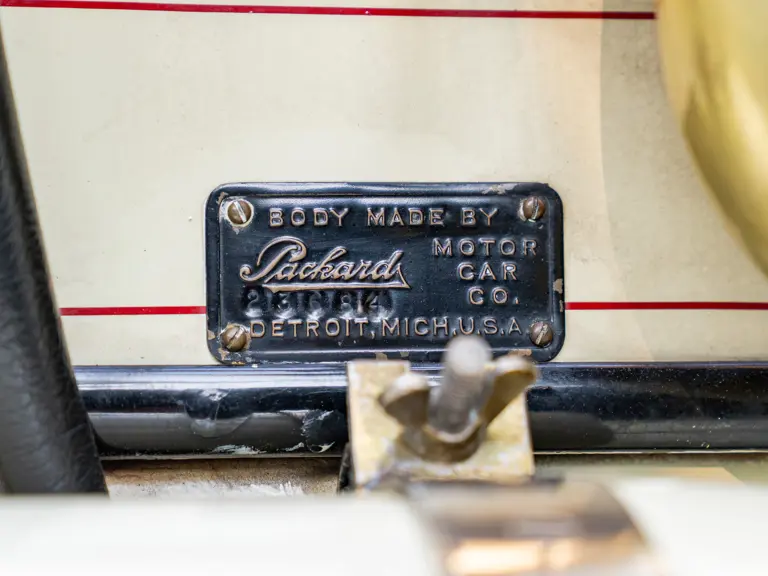 BODY MADE BY
Packard
MOTOR
CAR
CO.
DETROIT, MICH., U.S.A.